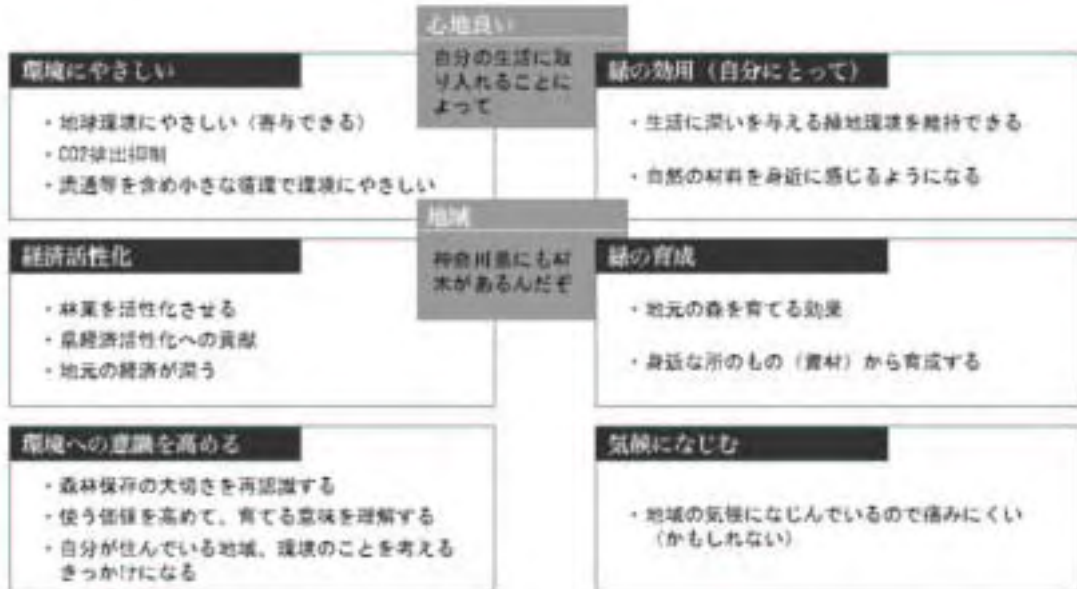 心地良い
自分の生活に取
り入れることに
よって
環境にやさしい
・地球環境にやさしい（寄与できる）
・CO2排出抑制
・流通等を含め小さな循環で環境にやさしい
緑の効用（自分にとって）
・生活に潤いを与える緑地環境を維持できる
・自然の材料を身近に感じるようになる
地域
神奈川県にも材
木があるんだぞ
経済活性化
・林業を活性化させる
・県経済活性化への貢献
・地元の経済が潤う
緑の育成
・地元の森を育てる効果
・身近な所のもの（資材）から育成する
環境への意識を高める
・森林保存の大切さを再認識する
・使う価値を高めて、育てる意味を理解する
・自分が住んでいる地域、環境のことを考える
きっかけになる
気候になじむ
・地域の気候になじんでいるので痛みにくい
（かもしれない）